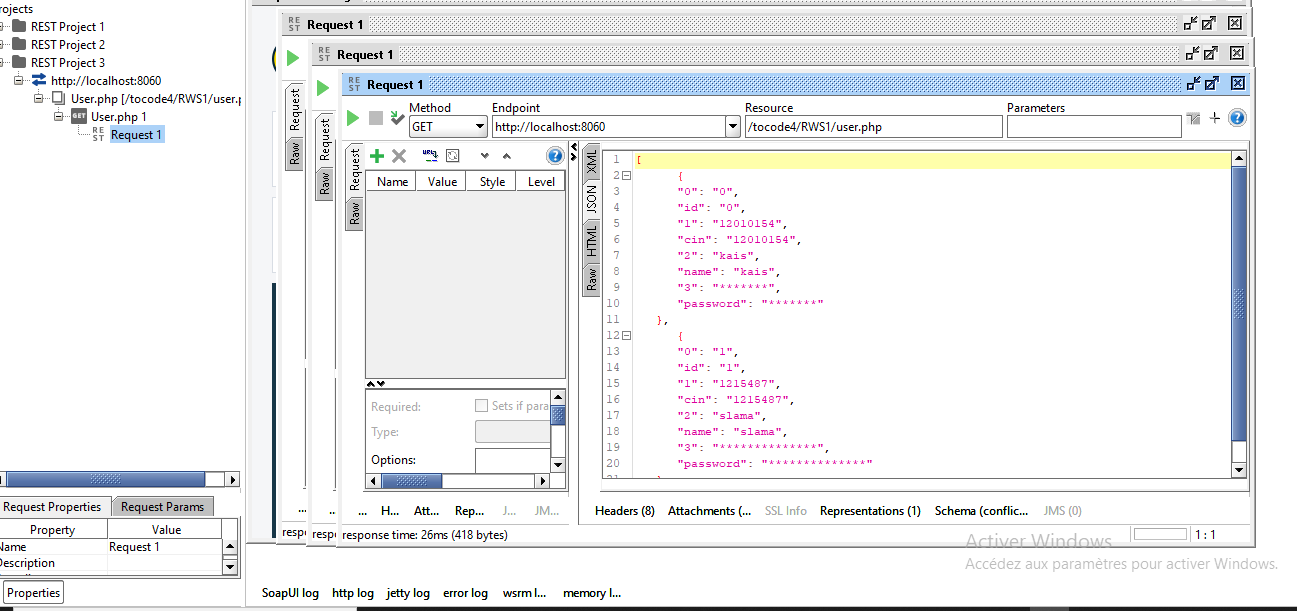 rojects
REST Project 1
REST Project 2
REST Project 3
http://localhost:8060
User.php [/tocode4/RWS1/user.p
GET User.php 1
REST Request 1
Request Properties Request Params
Property Value
Name Request 1
Description
Properties
REST Request 1
REST Request 1
REST Request 1
Request
Raw
Request
Raw
Method Endpoint Resource Parameters
GET http://localhost:8060 /tocode4/RWS1/user.php
Request
Raw
Name Value Style Level
Required: Sets if para
Type:
Options:
XML
JSON
HTML
Raw
1 [
2 {
3 "0": "0",
4 "id": "0",
5 "1": "12010154",
6 "cin": "12010154",
7 "2": "kais",
8 "name": "kais",
9 "3": "*******",
10 "password": "*******"
11 },
12 {
13 "0": "1",
14 "id": "1",
15 "1": "1215487",
16 "cin": "1215487",
17 "2": "slama",
18 "name": "slama",
19 "3": "**************",
20 "password": "**************"
... H... Att... Rep... J... JM...
Headers (8) Attachments (... SSL Info Representations (1) Schema (conflic... JMS (0)
respo
respo
response time: 26ms (418 bytes) 1 : 1
Activer Windows
Accédez aux paramètres pour activer Windows.
SoapUI log http log jetty log error log wsrm l... memory l...